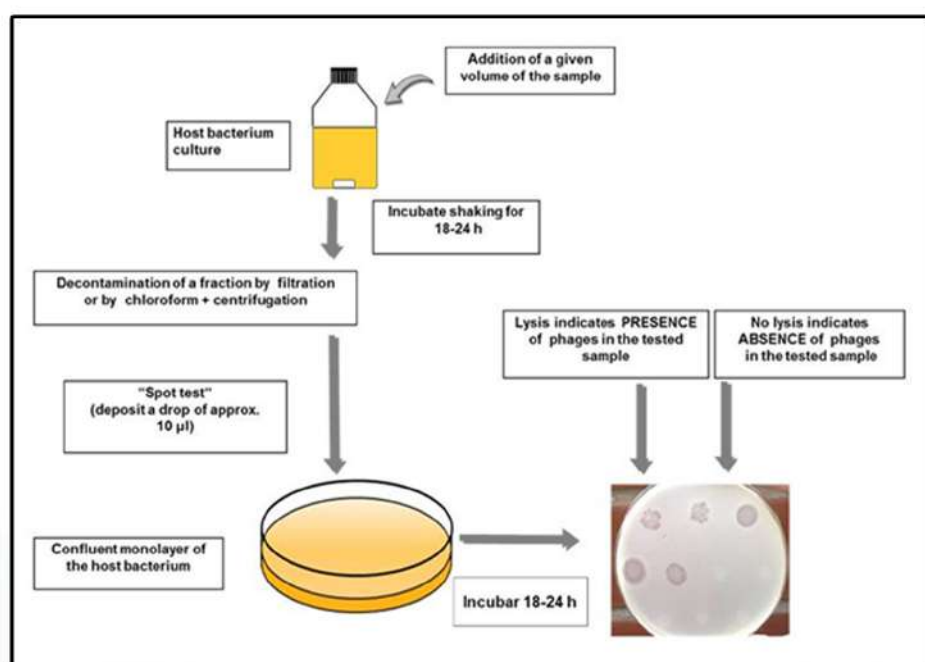 Addition of a given
volume of the sample
Host bacterium
culture
Incubate shaking for
18-24 h
Decontamination of a fraction by filtration
or by chloroform + centrifugation
Lysis indicates PRESENCE
of phages in the tested
sample
No lysis indicates
ABSENCE of phages
in the tested sample
"Spot test"
(deposit a drop of approx.
10 µl)
Confluent monolayer of
the host bacterium
Incubar 18-24 h